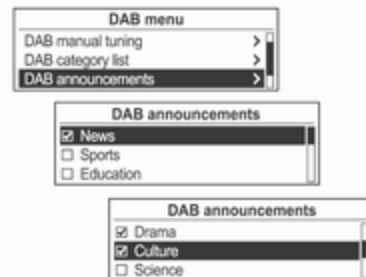 DAB menu
DAB manual tuning
DAB category list
DAB announcements
DAB announcements
News
Sports
Education
DAB announcements
Drama
Culture
Science